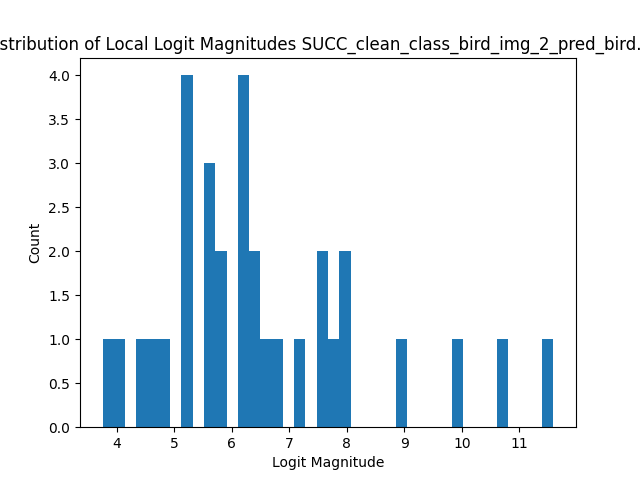 stribution of Local Logit Magnitudes SUCC_clean_class_bird_img_2_pred_bird.
4.0
3.5
3.0
2.5
2.0
1.5
1.0
0.5
0.0
Count
4 5 6 7 8 9 10 11
Logit Magnitude